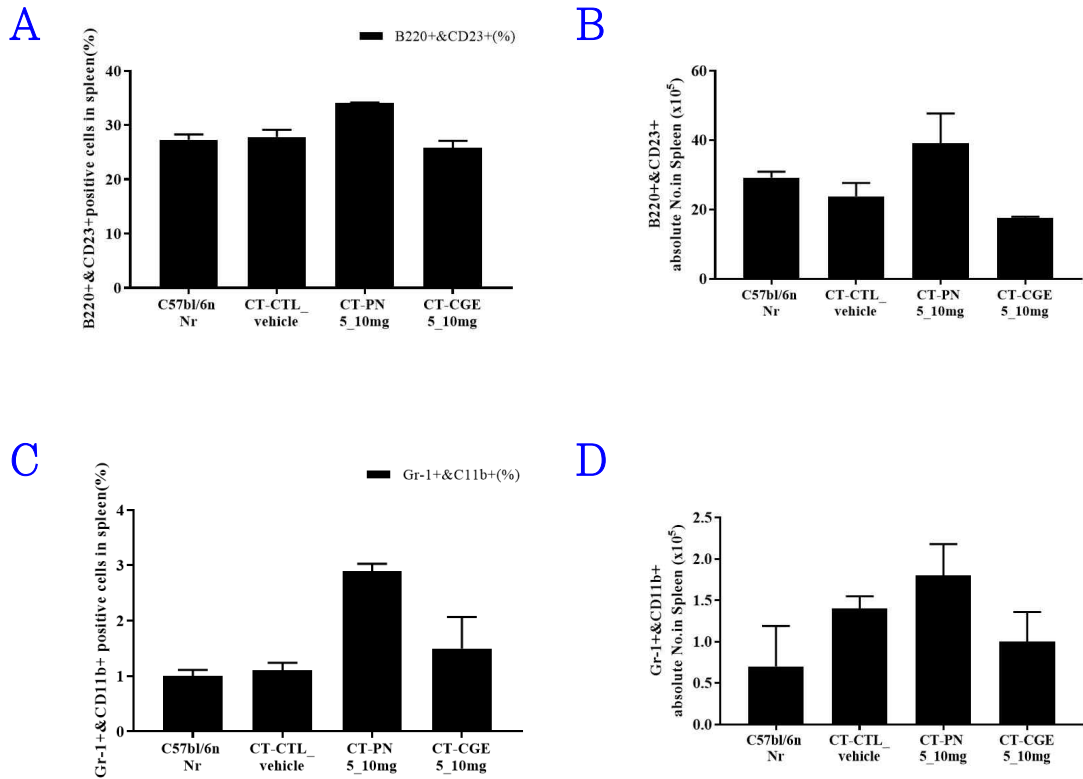 A
B220+&CD23+(%)
B220+&CD23+positive cells in spleen(%)
40
30
20
10
0
C57bl/6n
Nr
CT-CTL_
vehicle
CT-PN
5_10mg
CT-CGE
5_10mg
B
B220+&CD23+
absolute No.in Spleen (x10⁵)
60
40
20
0
C57bl/6n
Nr
CT-CTL_
vehicle
CT-PN
5_10mg
CT-CGE
5_10mg
C
Gr-1+&C11b+(%)
Gr-1+&CD11b+ positive cells in spleen(%)
4
3
2
1
0
C57bl/6n
Nr
CT-CTL_
vehicle
CT-PN
5_10mg
CT-CGE
5_10mg
D
Gr-1+&CD11b+
absolute No.in Spleen (x10⁵)
2.5
2.0
1.5
1.0
0.5
0.0
C57bl/6n
Nr
CT-CTL_
vehicle
CT-PN
5_10mg
CT-CGE
5_10mg